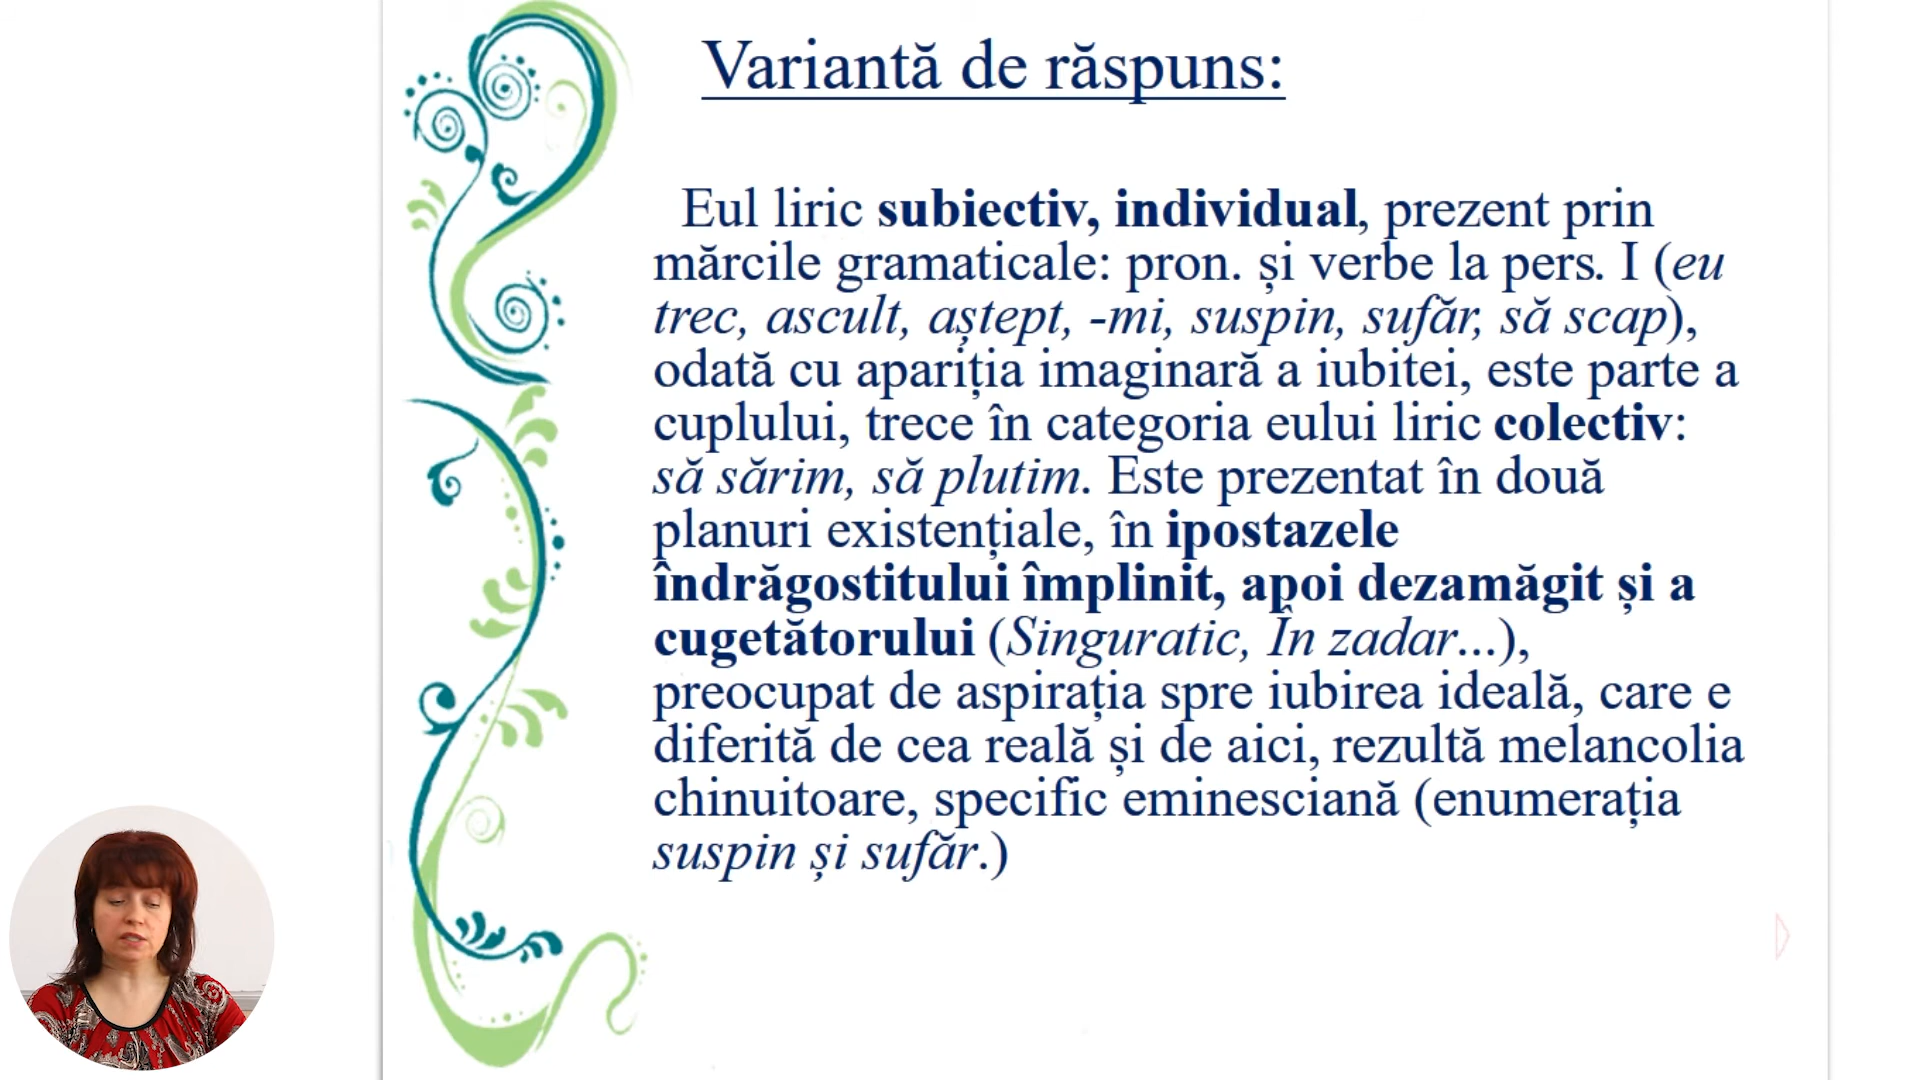 Variantă de răspuns:
Eul liric subiectiv, individual, prezent prin
mărcile gramaticale: pron. și verbe la pers. I (eu
trec, ascult, aștept, -mi, suspin, sufăr, să scap),
odată cu apariția imaginară a iubitei, este parte a
cuplului, trece în categoria eului liric colectiv:
să sărim, să plutim. Este prezentat în două
planuri existențiale, în ipostazele
îndrăgostitului împlinit, apoi dezamăgit și a
cugetătorului (Singuratic, În zadar...),
preocupat de aspirația spre iubirea ideală, care e
diferită de cea reală și de aici, rezultă melancolia
chinuitoare, specific eminesciană (enumerația
suspin și sufăr.)